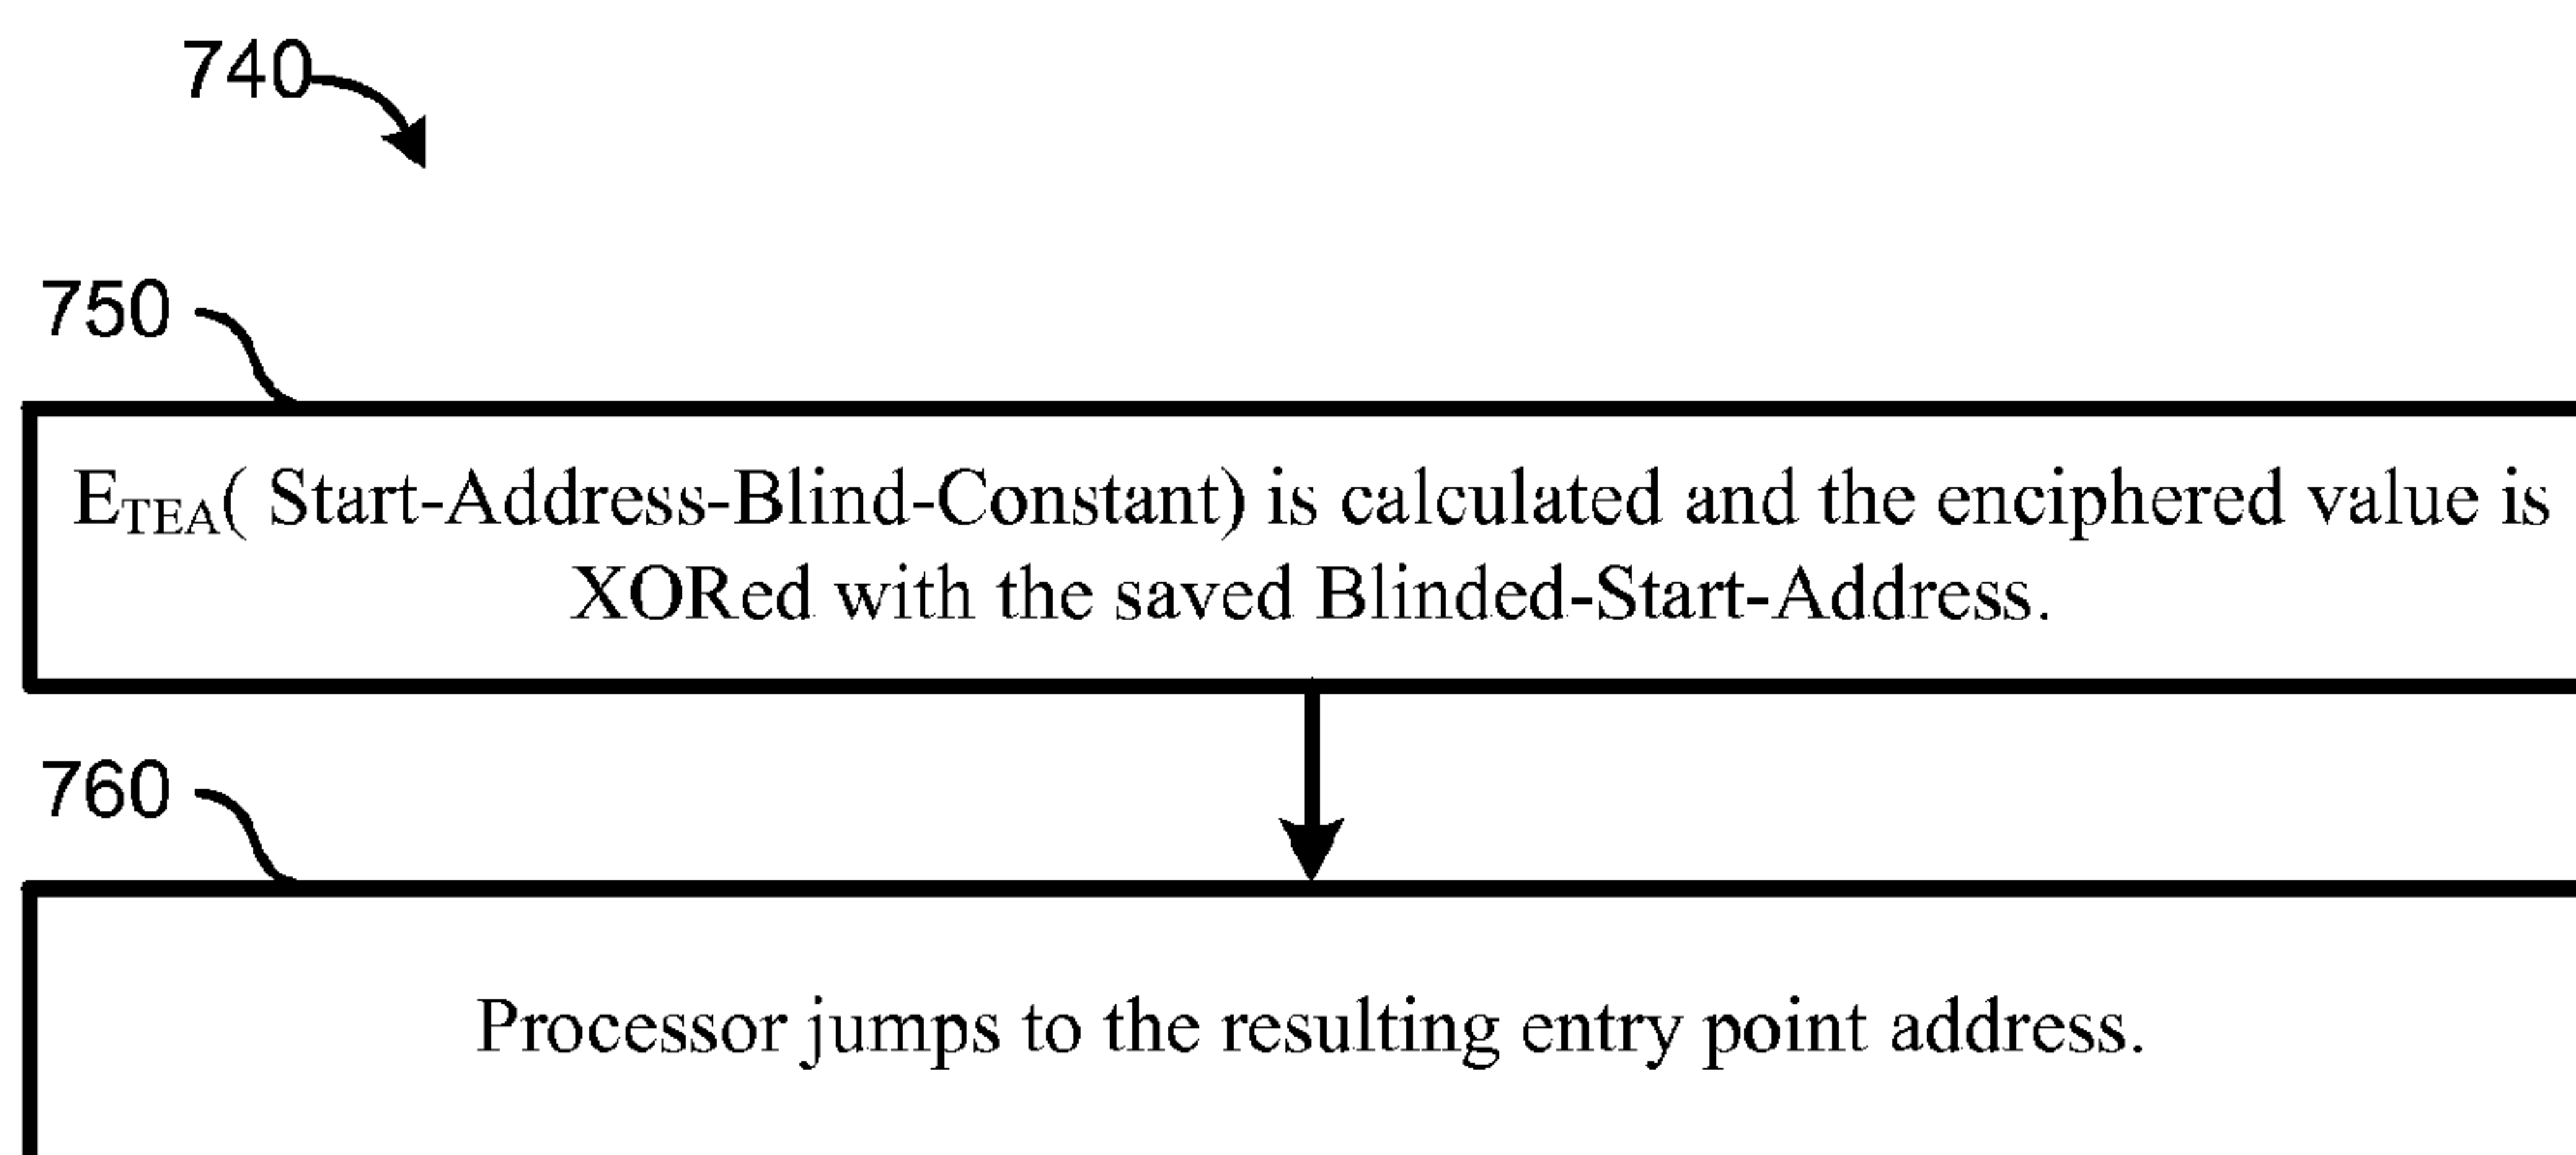 740
750
E_TEA( Start-Address-Blind-Constant) is calculated and the enciphered value is
XORed with the saved Blinded-Start-Address.
760
Processor jumps to the resulting entry point address.